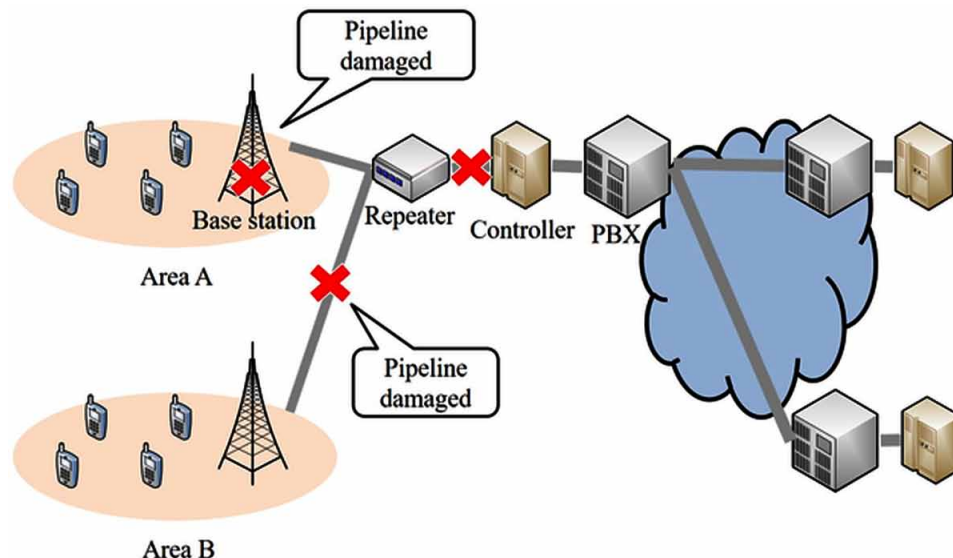 Pipeline
damaged
Base station
Repeater
Controller
PBX
Area A
Pipeline
damaged
Area B